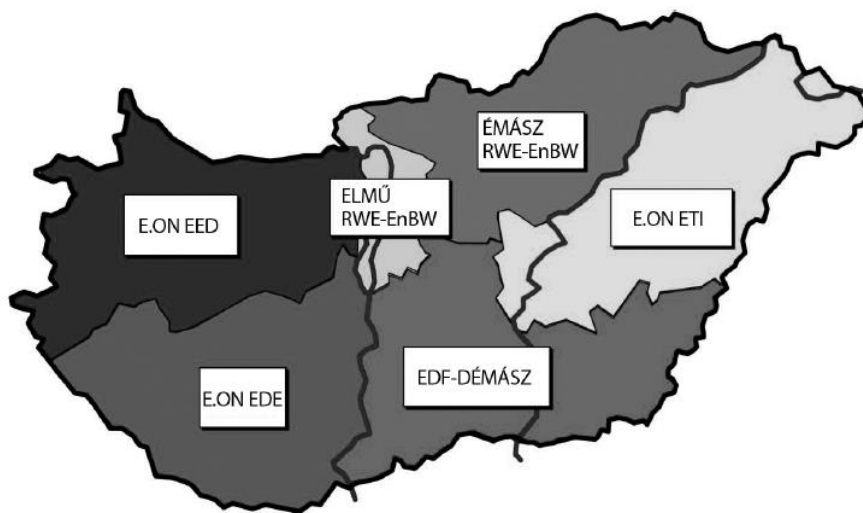 ÉMÁSZ
RWE-EnBW
ELMŰ
RWE-EnBW
E.ON EED
E.ON ETI
E.ON EDE
EDF-DÉMÁSZ